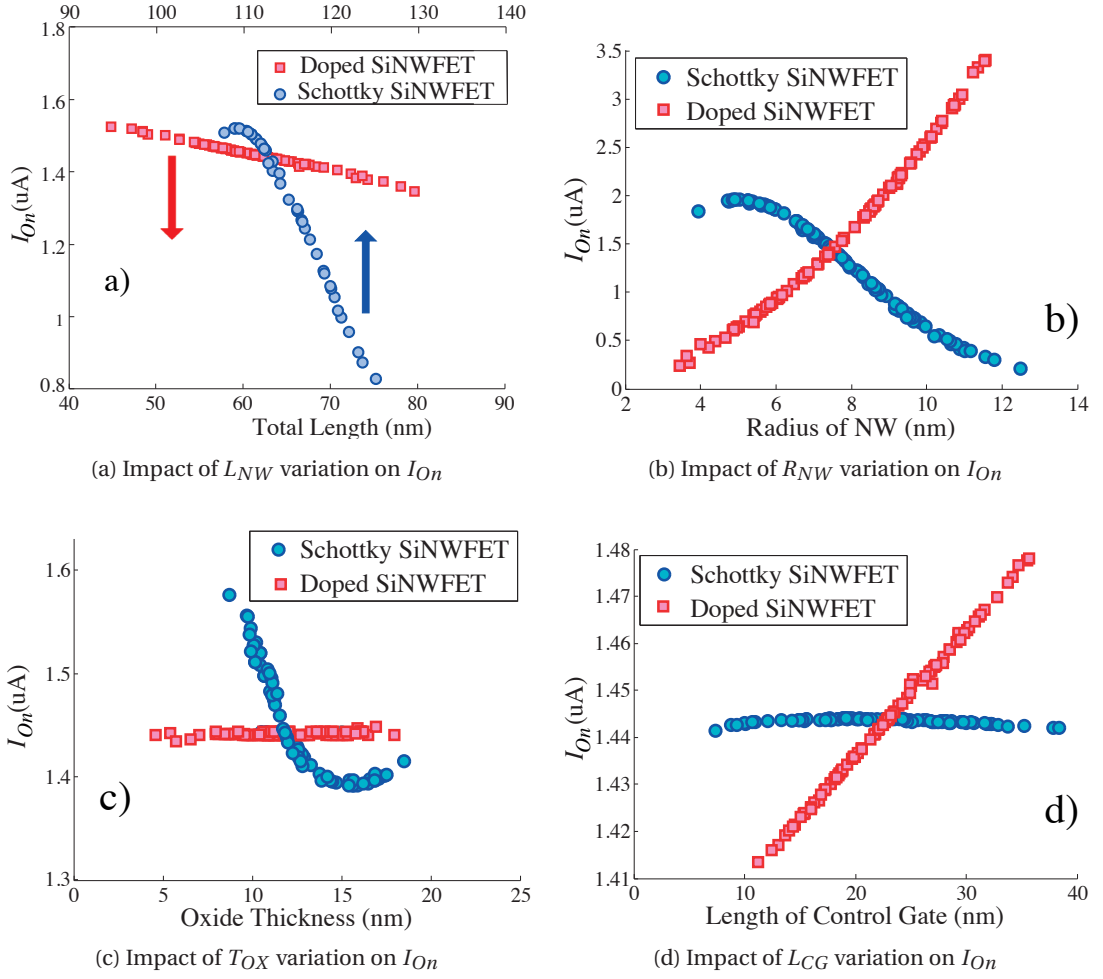 90 100 110 120 130 140
1.8
1.6
1.4
1.2
1
0.8
I_On(uA)
Doped SiNWFET
Schottky SiNWFET
a)
40 50 60 70 80 90
Total Length (nm)
(a) Impact of L_NW variation on I_On
3.5
3
2.5
2
1.5
1
0.5
0
I_On(uA)
Schottky SiNWFET
Doped SiNWFET
b)
2 4 6 8 10 12 14
Radius of NW (nm)
(b) Impact of R_NW variation on I_On
1.6
1.5
1.4
1.3
I_On(uA)
Schottky SiNWFET
Doped SiNWFET
c)
0 5 10 15 20 25
Oxide Thickness (nm)
(c) Impact of T_OX variation on I_On
1.48
1.47
1.46
1.45
1.44
1.43
1.42
1.41
I_On(uA)
Schottky SiNWFET
Doped SiNWFET
d)
0 10 20 30 40
Length of Control Gate (nm)
(d) Impact of L_CG variation on I_On